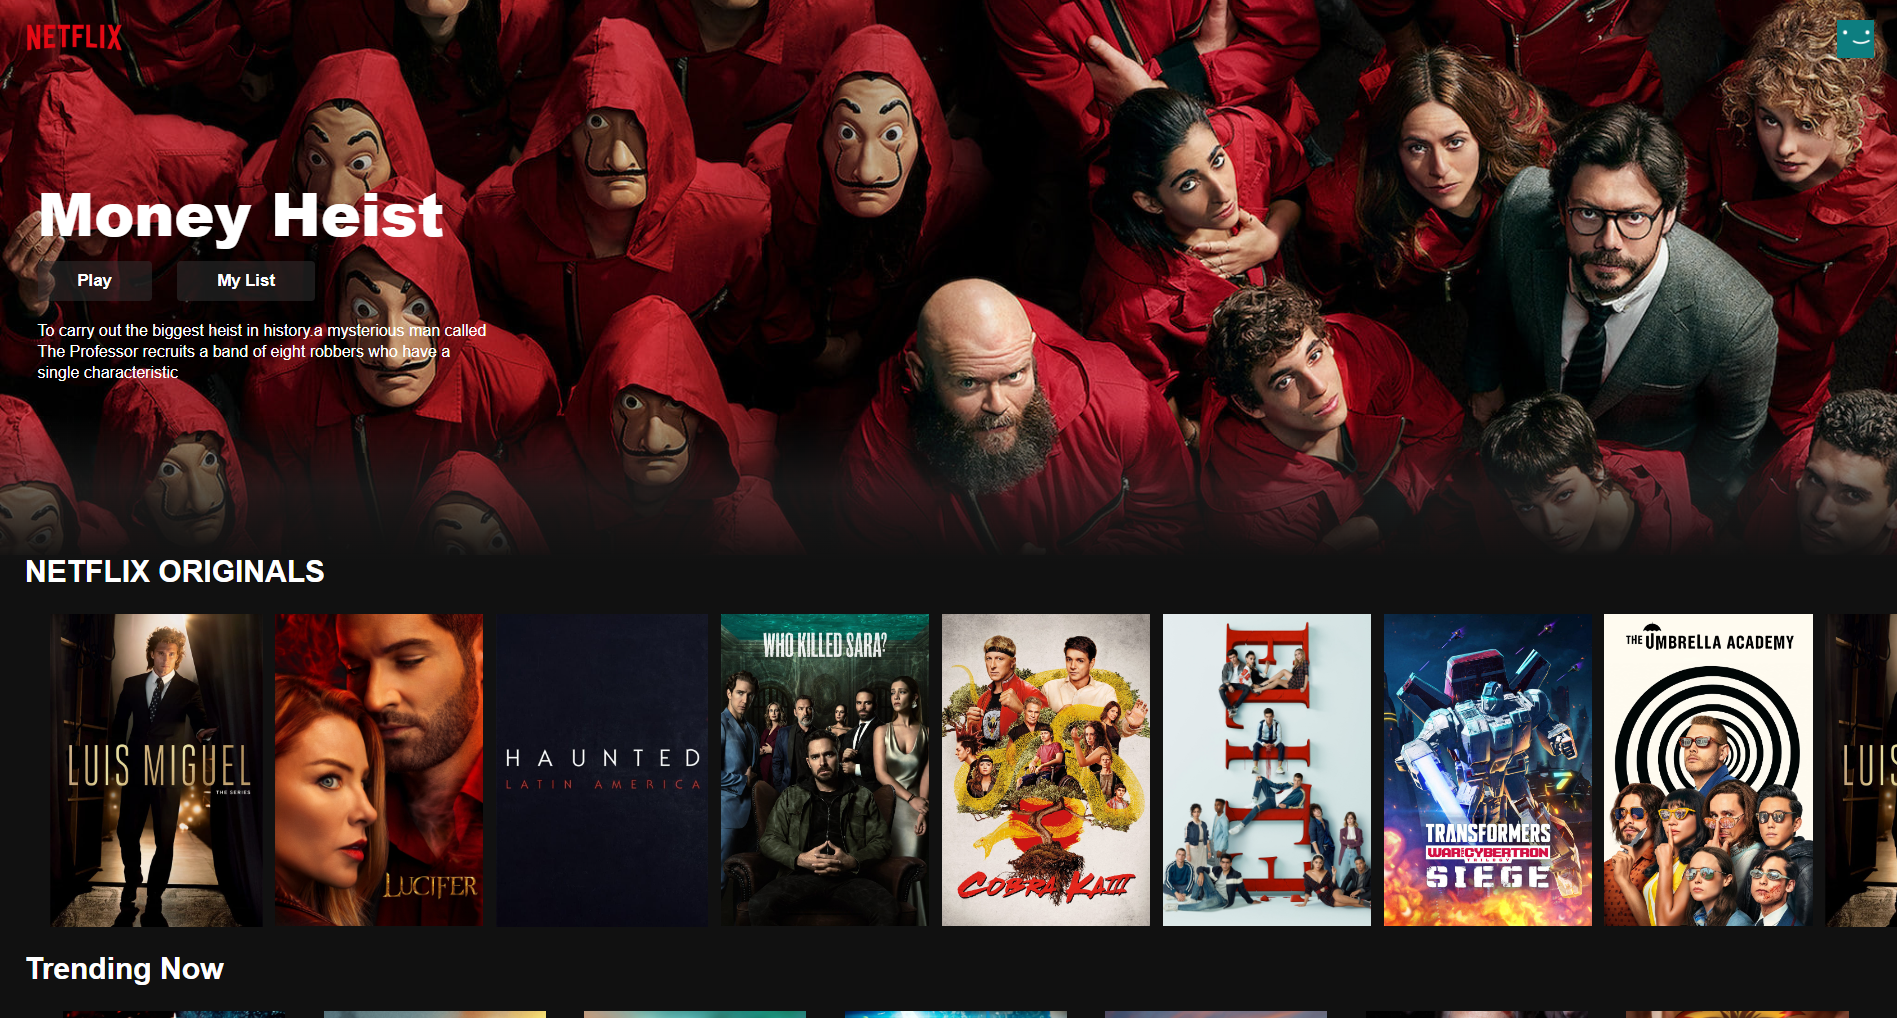 NETFLIX
Money Heist
Play
My List
To carry out the biggest heist in history.a mysterious man called
The Professor recruits a band of eight robbers who have a
single characteristic
NETFLIX ORIGINALS
LUIS MIGUEL
THE SERIES
LUCIFER
HAUNTED
LATIN AMERICA
WHO KILLED SARA?
COBRA KAI III
ELITE
TRANSFORMERS
WAR FOR CYBERTRON
TRILOGY
SIEGE
THE UMBRELLA ACADEMY
LUIS
Trending Now